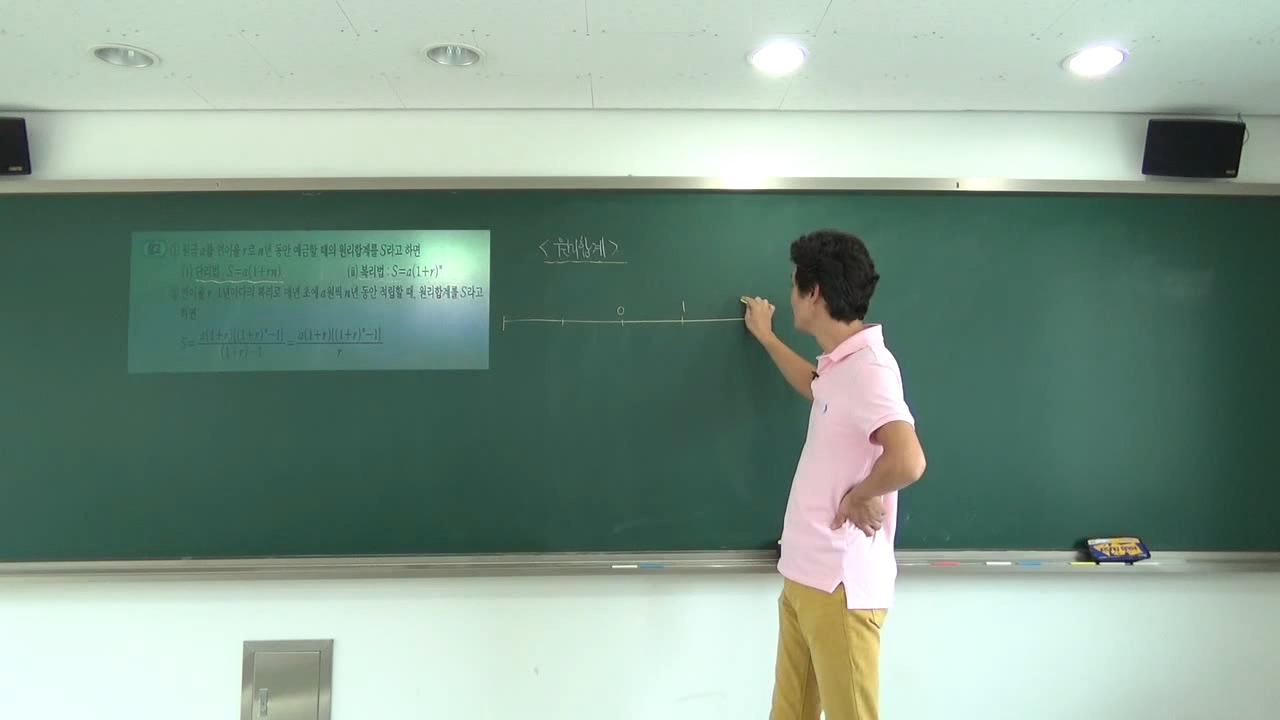 ① 원금 a를 연이율 r로 n년 동안 예금할 때의 원리합계를 S라고 하면
(ⅰ) 단리법 : S=a(1+rn) (ⅱ) 복리법 : S=a(1+r)ⁿ
연이율 r, 1년마다의 복리로 매년 초에 a원씩 n년 동안 적립할 때, 원리합계를 S라고
하면
S= a(1+r){(1+r)ⁿ-1} / (1+r)-1 = a(1+r){(1+r)ⁿ-1} / r
<원리합계>
0 1